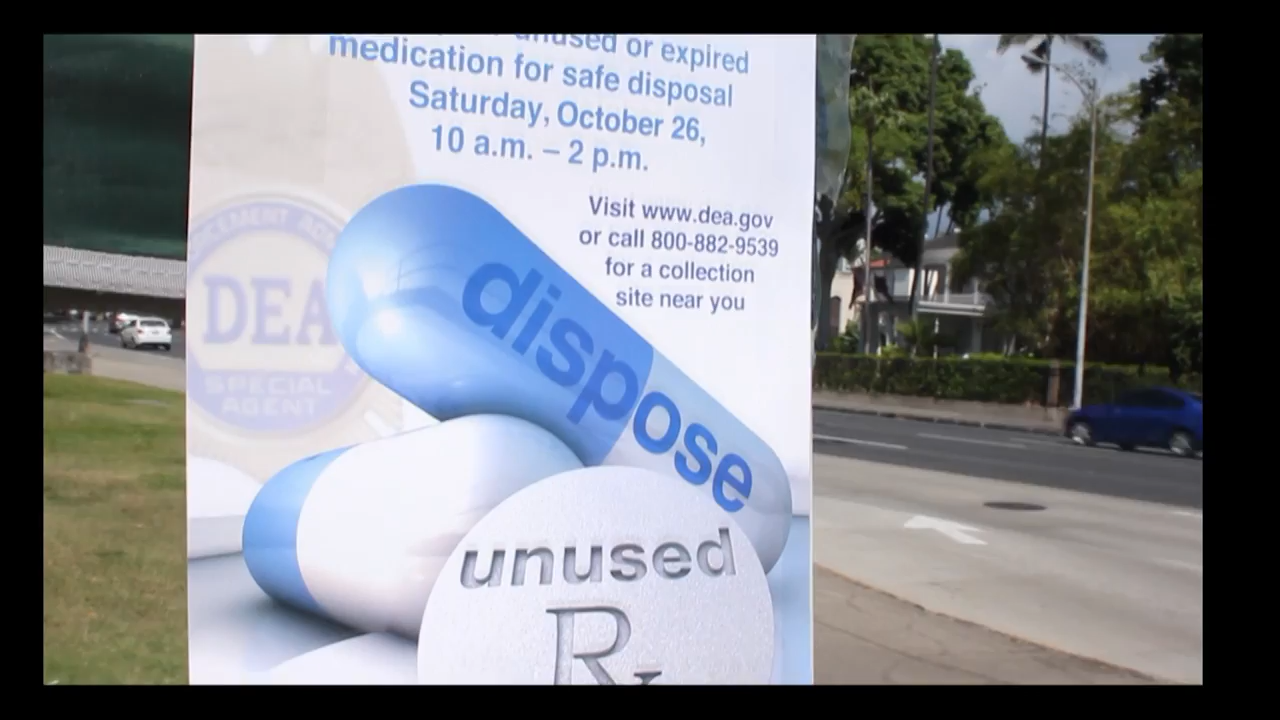 unused or expired
medication for safe disposal
Saturday, October 26,
10 a.m. – 2 p.m.
Visit www.dea.gov
or call 800-882-9539
for a collection
site near you
DEA
SPECIAL
AGENT
dispose
unused
Rx